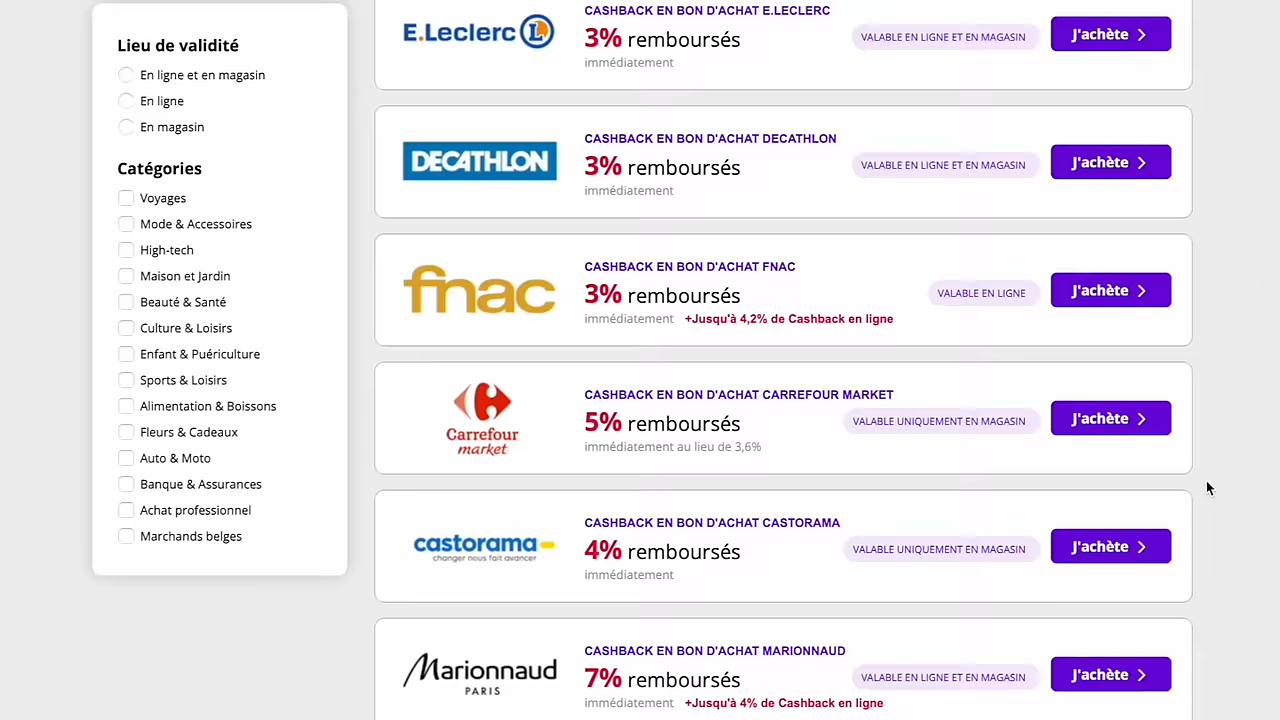 Lieu de validité
En ligne et en magasin
En ligne
En magasin
Catégories
Voyages
Mode & Accessoires
High-tech
Maison et Jardin
Beauté & Santé
Culture & Loisirs
Enfant & Puériculture
Sports & Loisirs
Alimentation & Boissons
Fleurs & Cadeaux
Auto & Moto
Banque & Assurances
Achat professionnel
Marchands belges
E.Leclerc L
CASHBACK EN BON D'ACHAT E.LECLERC
3% remboursés
immédiatement
VALABLE EN LIGNE ET EN MAGASIN
J'achète
DECATHLON
CASHBACK EN BON D'ACHAT DECATHLON
3% remboursés
immédiatement
VALABLE EN LIGNE ET EN MAGASIN
J'achète
fnac
CASHBACK EN BON D'ACHAT FNAC
3% remboursés
immédiatement +Jusqu'à 4,2% de Cashback en ligne
VALABLE EN LIGNE
J'achète
Carrefour
market
CASHBACK EN BON D'ACHAT CARREFOUR MARKET
5% remboursés
immédiatement au lieu de 3,6%
VALABLE UNIQUEMENT EN MAGASIN
J'achète
castorama
changer nous fait avancer
CASHBACK EN BON D'ACHAT CASTORAMA
4% remboursés
immédiatement
VALABLE UNIQUEMENT EN MAGASIN
J'achète
Marionnaud
PARIS
CASHBACK EN BON D'ACHAT MARIONNAUD
7% remboursés
immédiatement +Jusqu'à 4% de Cashback en ligne
VALABLE EN LIGNE ET EN MAGASIN
J'achète